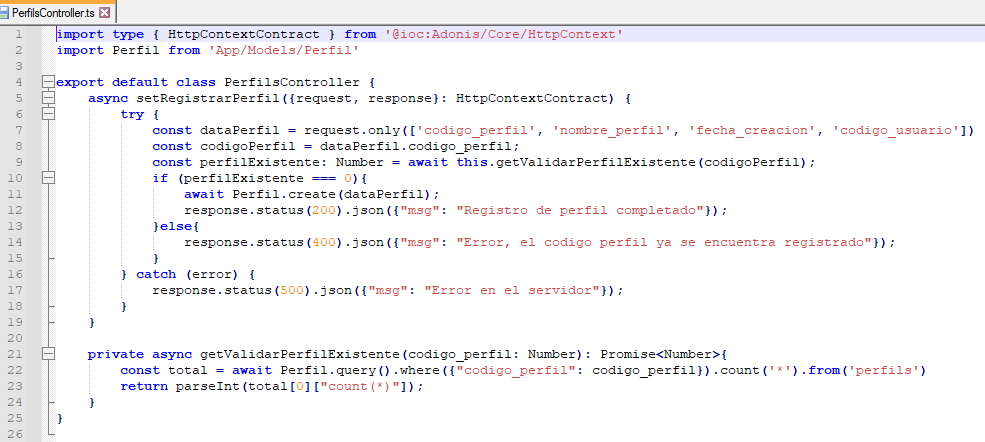 PerfilsController.ts
1 import type { HttpContextContract } from '@ioc:Adonis/Core/HttpContext'
2 import Perfil from 'App/Models/Perfil'
3
4 export default class PerfilsController {
5     async setRegistrarPerfil({request, response}: HttpContextContract) {
6         try {
7             const dataPerfil = request.only(['codigo_perfil', 'nombre_perfil', 'fecha_creacion', 'codigo_usuario'])
8             const codigoPerfil = dataPerfil.codigo_perfil;
9             const perfilExistente: Number = await this.getValidarPerfilExistente(codigoPerfil);
10             if (perfilExistente === 0){
11                 await Perfil.create(dataPerfil);
12                 response.status(200).json({"msg": "Registro de perfil completado"});
13             }else{
14                 response.status(400).json({"msg": "Error, el codigo perfil ya se encuentra registrado"});
15             }
16         } catch (error) {
17             response.status(500).json({"msg": "Error en el servidor"});
18         }
19     }
20
21     private async getValidarPerfilExistente(codigo_perfil: Number): Promise<Number>{
22         const total = await Perfil.query().where({"codigo_perfil": codigo_perfil}).count('*').from('perfils')
23         return parseInt(total[0]["count(*)"]);
24     }
25 }
26